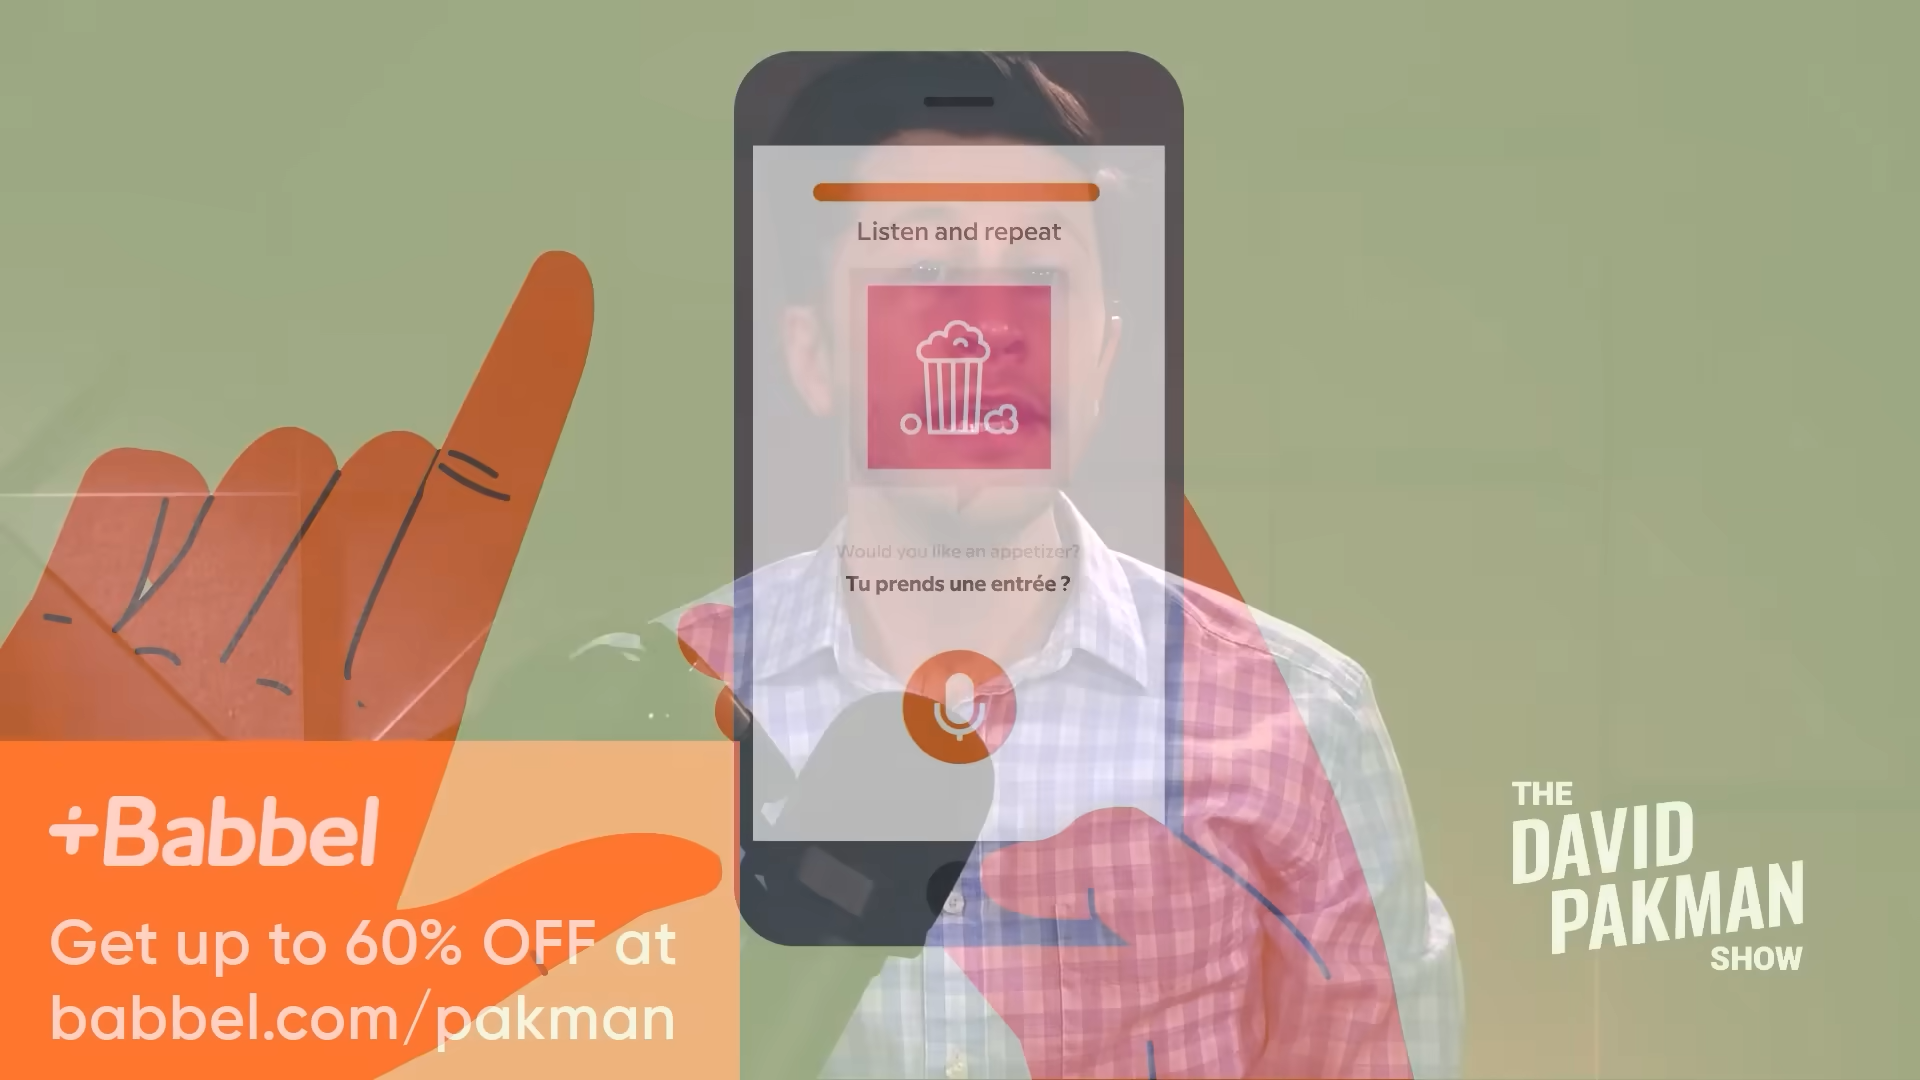 Listen and repeat
Would you like an appetizer?
Tu prends une entrée ?
+Babbel
Get up to 60% OFF at
babbel.com/pakman
THE
DAVID
PAKMAN
SHOW